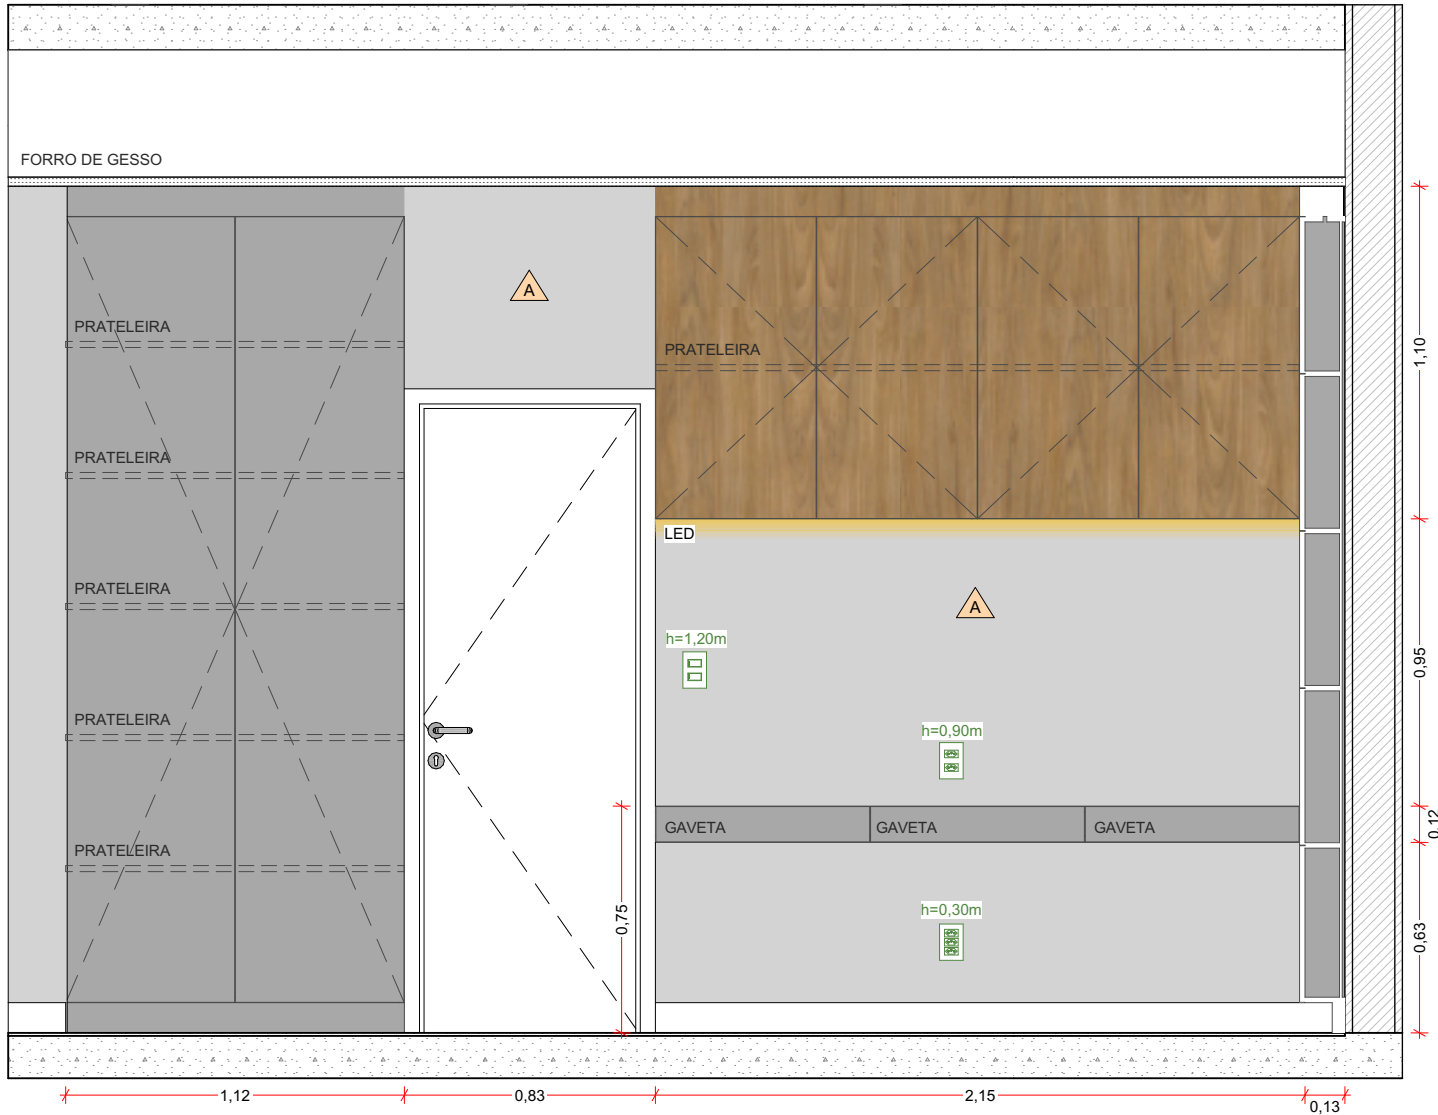 FORRO DE GESSO
A
PRATELEIRA
PRATELEIRA
1,10
PRATELEIRA
LED
PRATELEIRA
A
h=1,20m
0,95
PRATELEIRA
h=0,90m
GAVETA
GAVETA
GAVETA
0,12
PRATELEIRA
0,75
h=0,30m
0,63
1,12
0,83
2,15
0,13